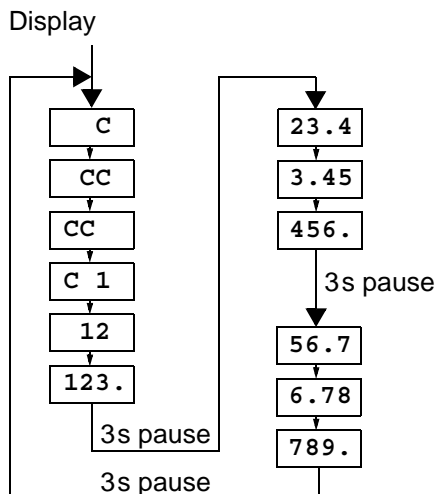 Display
C
CC
CC
C 1
12
123.
3s pause
23.4
3.45
456.
3s pause
56.7
6.78
789.
3s pause